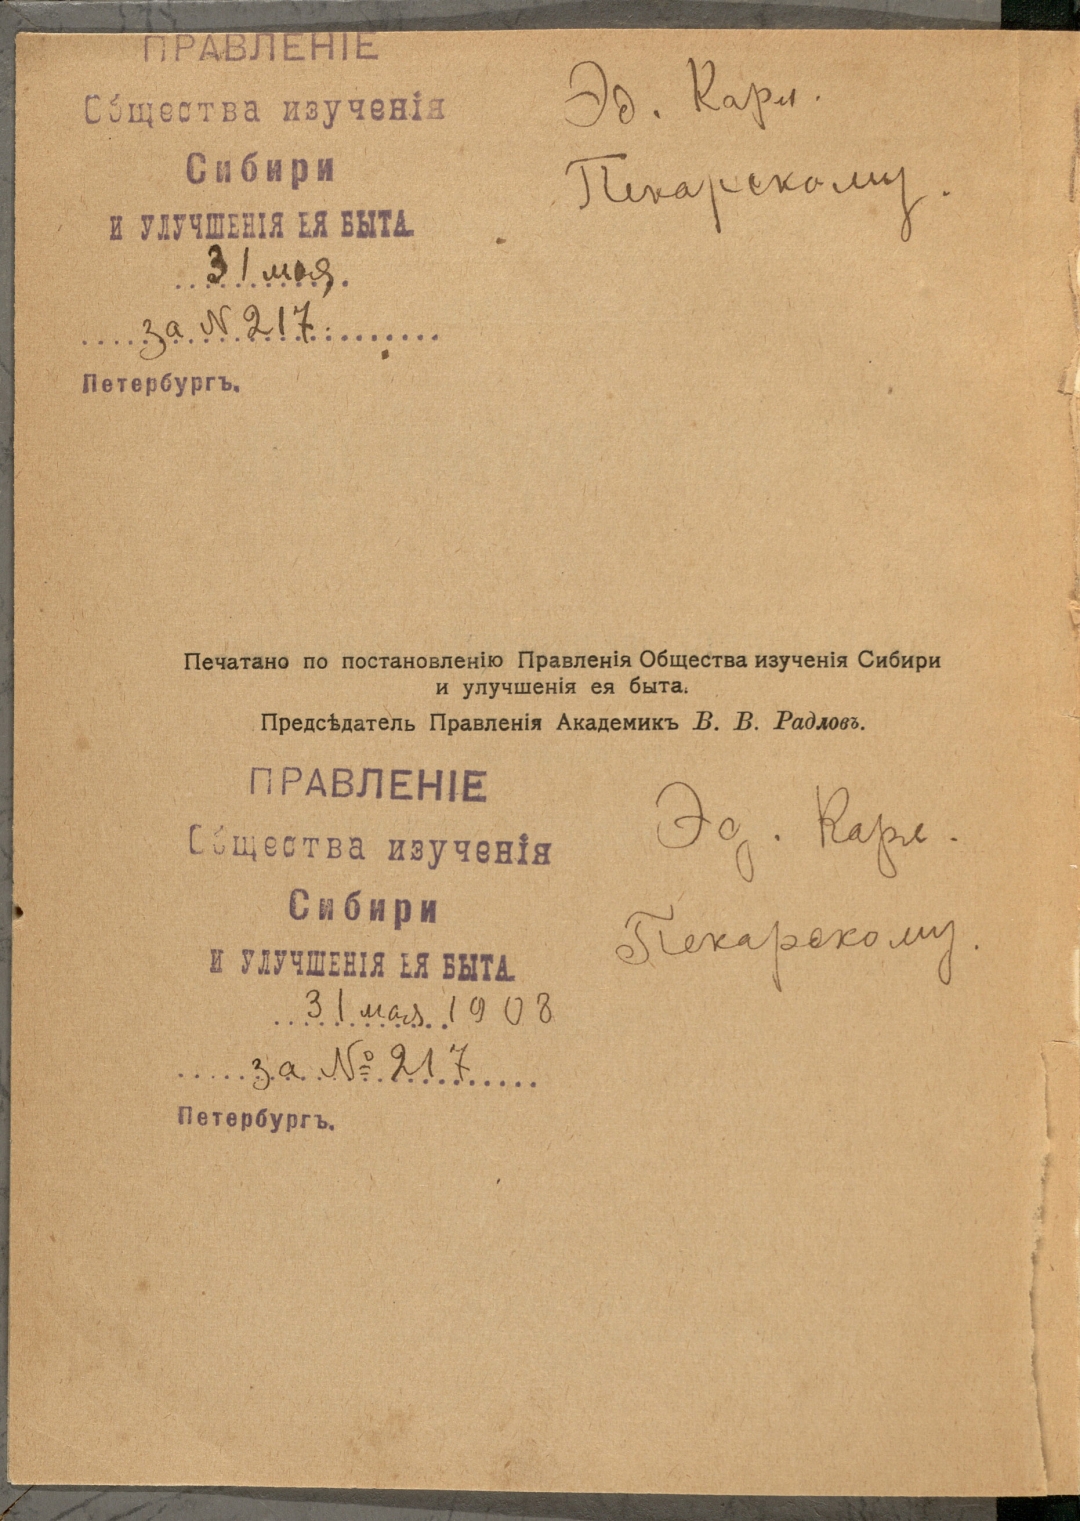 ПРАВЛЕНІЕ
Общества изученія
Сибири
И УЛУЧШЕНІЯ ЕЯ БЫТА.
31 мая.
за N 217.
Петербургъ.
Эд. Карл.
Пекарскому.
Печатано по постановленію Правленія Общества изученія Сибири
и улучшенія ея быта.
Предсѣдатель Правленія Академикъ В. В. Радловъ.
ПРАВЛЕНІЕ
Общества изученія
Сибири
И УЛУЧШЕНІЯ ЕЯ БЫТА.
31 мая 1908
за № 217
Петербургъ.
Эд. Карл.
Пекарскому.